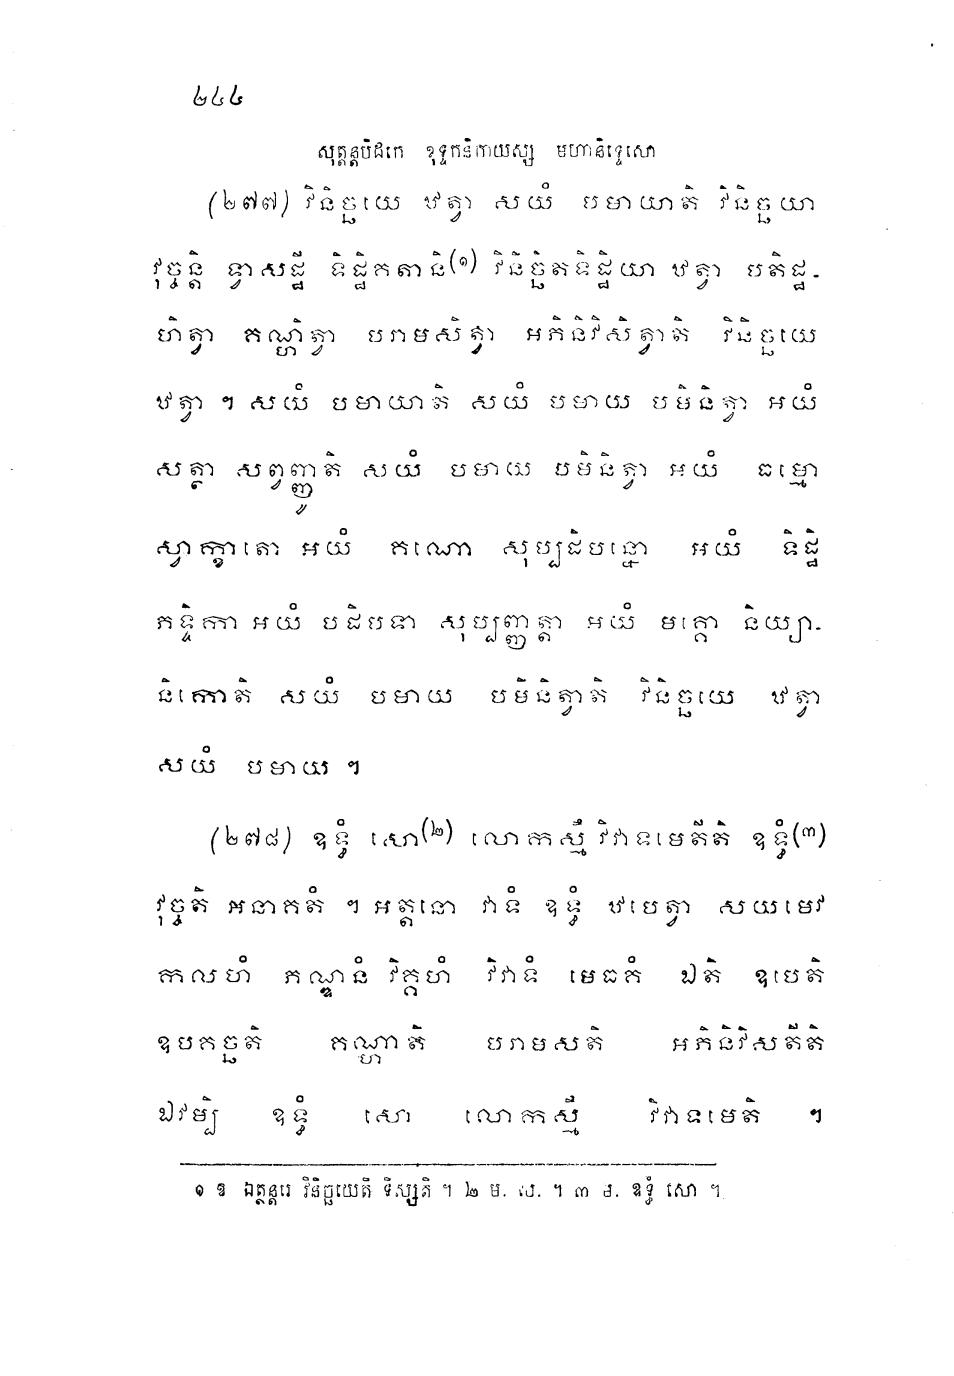 ២៤៤
សុត្តន្តបិដកេ ខុទ្ទកនិកាយស្ស មហានិទ្ទេសោ
(២៧៧) វិនិច្ឆយេ ឋត្វា សយំ បមាយាតិ វិនិច្ឆយា
វុច្ចន្តិ ទ្វាសដ្ឋី ទិដ្ឋិគតានិ(១) វិនិច្ឆិតទិដ្ឋិយា ឋត្វា បតិដ្ឋ-
ហិត្វា គណ្ហិត្វា បរាមសិត្វា អភិនិវិសិត្វាតិ វិនិច្ឆយេ
ឋត្វា ។ សយំ បមាយាតិ សយំ បមាយ បមិនិត្វា អយំ
សត្ថា សព្វញ្ញូតិ សយំ បមាយ បមិនិត្វា អយំ ធម្មោ
ស្វាក្ខាតោ អយំ គណោ សុប្បដិបន្នោ អយំ ទិដ្ឋិ
ភទ្ទិកា អយំ បដិបទា សុប្បញ្ញត្តា អយំ មគ្គោ និយ្យា-
និកោតិ សយំ បមាយ បមិនិត្វាតិ វិនិច្ឆយេ ឋត្វា
សយំ បមាយ ។
(២៧៨) ឧទ្ធំ សោ(២) លោកស្មឹ វិវាទមេតីតិ ឧទ្ធំ(៣)
វុច្ចតិ អនាគតំ ។ អត្តនោ វាទំ ឧទ្ធំ ឋបេត្វា សយមេវ
កលហំ ភណ្ឌនំ វិគ្គហំ វិវាទំ មេធគំ ឯតិ ឧបេតិ
ឧបគច្ឆតិ គណ្ហាតិ បរាមសតិ អភិនិវិសតីតិ
ឯវម្បិ ឧទ្ធំ សោ លោកស្មឹ វិវាទមេតិ ។
១ ឱ ឯត្ថន្តរេ វិនិច្ឆយេតិ ទិស្សតិ ។ ២ ម. ស. ។ ៣ ម. ឧទ្ធំ សោ ។